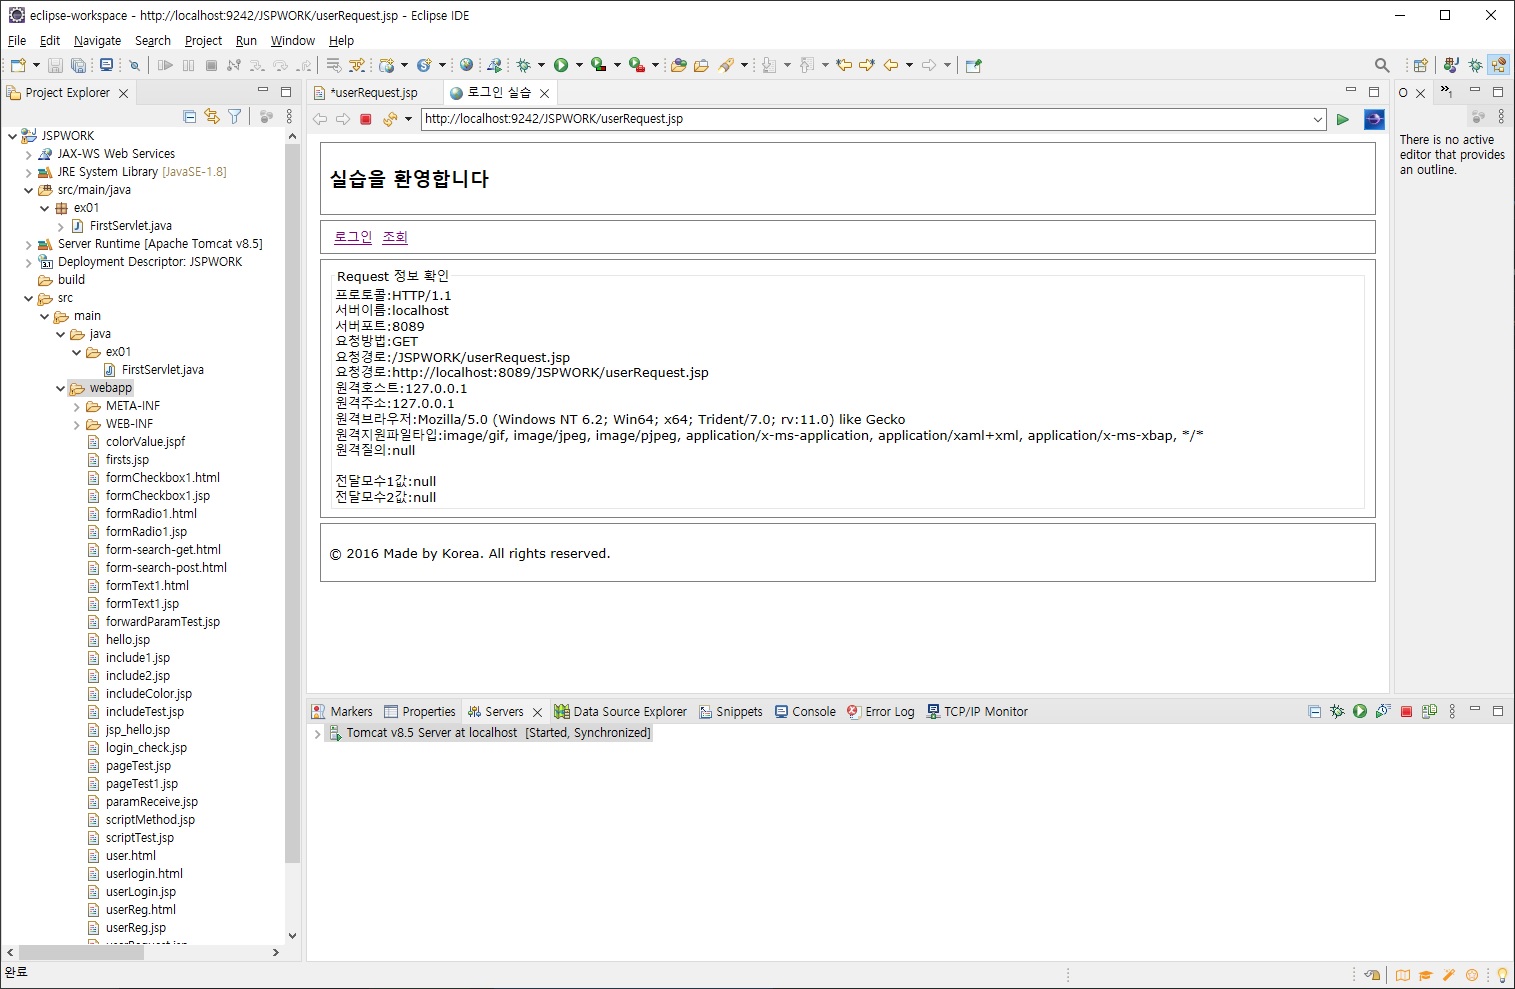 eclipse-workspace - http://localhost:9242/JSPWORK/userRequest.jsp - Eclipse IDE
File Edit Navigate Search Project Run Window Help
Project Explorer
*userRequest.jsp
로그인 실습
O
»1
http://localhost:9242/JSPWORK/userRequest.jsp
JSPWORK
JAX-WS Web Services
JRE System Library [JavaSE-1.8]
src/main/java
ex01
FirstServlet.java
Server Runtime [Apache Tomcat v8.5]
Deployment Descriptor: JSPWORK
build
src
main
java
ex01
FirstServlet.java
webapp
META-INF
WEB-INF
colorValue.jspf
firsts.jsp
formCheckbox1.html
formCheckbox1.jsp
formRadio1.html
formRadio1.jsp
form-search-get.html
form-search-post.html
formText1.html
formText1.jsp
forwardParamTest.jsp
hello.jsp
include1.jsp
include2.jsp
includeColor.jsp
includeTest.jsp
jsp_hello.jsp
login_check.jsp
pageTest.jsp
pageTest1.jsp
paramReceive.jsp
scriptMethod.jsp
scriptTest.jsp
user.html
userlogin.html
userLogin.jsp
userReg.html
userReg.jsp
userRequest.jsp
실습을 환영합니다
로그인 조회
Request 정보 확인
프로토콜:HTTP/1.1
서버이름:localhost
서버포트:8089
요청방법:GET
요청경로:/JSPWORK/userRequest.jsp
요청경로:http://localhost:8089/JSPWORK/userRequest.jsp
원격호스트:127.0.0.1
원격주소:127.0.0.1
원격브라우저:Mozilla/5.0 (Windows NT 6.2; Win64; x64; Trident/7.0; rv:11.0) like Gecko
원격지원파일타입:image/gif, image/jpeg, image/pjpeg, application/x-ms-application, application/xaml+xml, application/x-ms-xbap, */*
원격질의:null
전달모수1값:null
전달모수2값:null
© 2016 Made by Korea. All rights reserved.
There is no active
editor that provides
an outline.
Markers Properties Servers Data Source Explorer Snippets Console Error Log TCP/IP Monitor
Tomcat v8.5 Server at localhost [Started, Synchronized]
완료